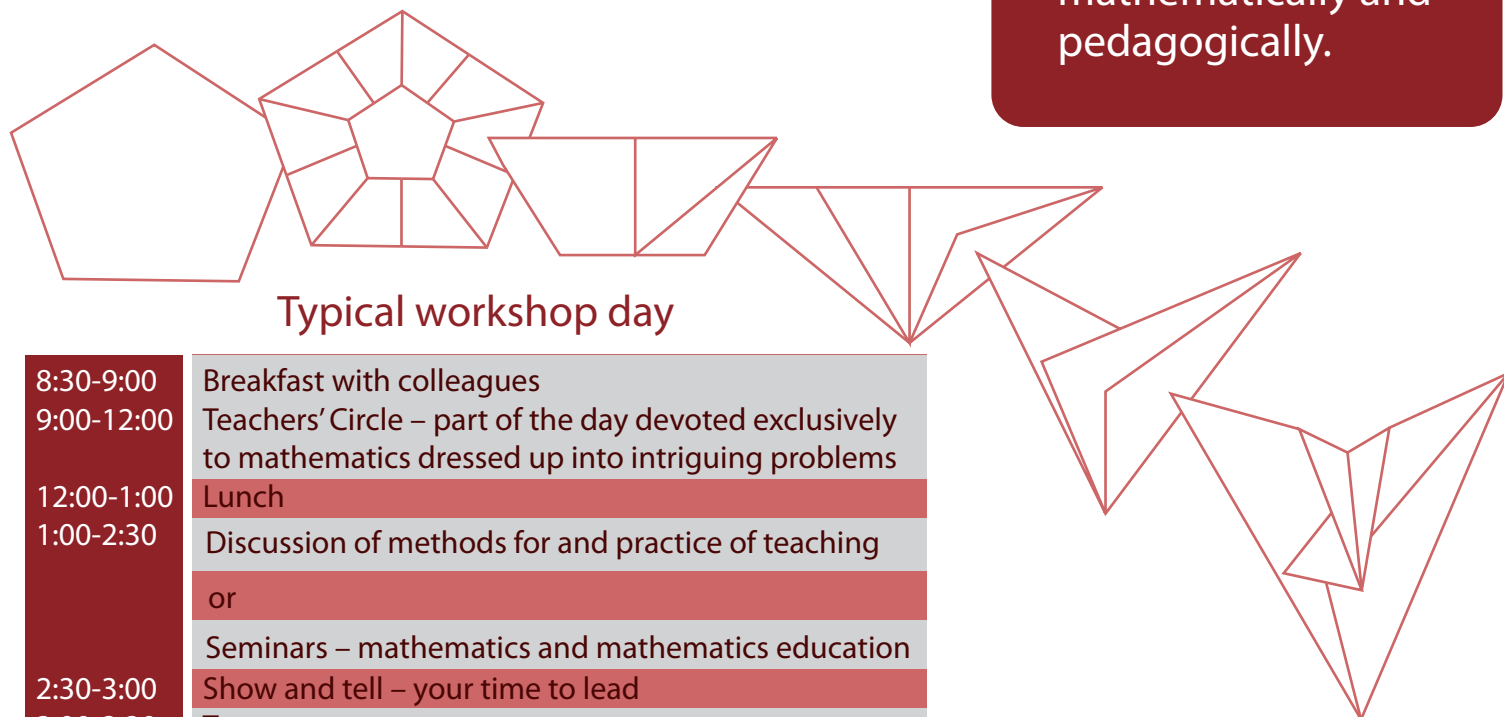 mathematically and
pedagogically.
Typical workshop day
8:30-9:00 Breakfast with colleagues
9:00-12:00 Teachers’ Circle – part of the day devoted exclusively
to mathematics dressed up into intriguing problems
12:00-1:00 Lunch
1:00-2:30 Discussion of methods for and practice of teaching
or
Seminars – mathematics and mathematics education
2:30-3:00 Show and tell – your time to lead